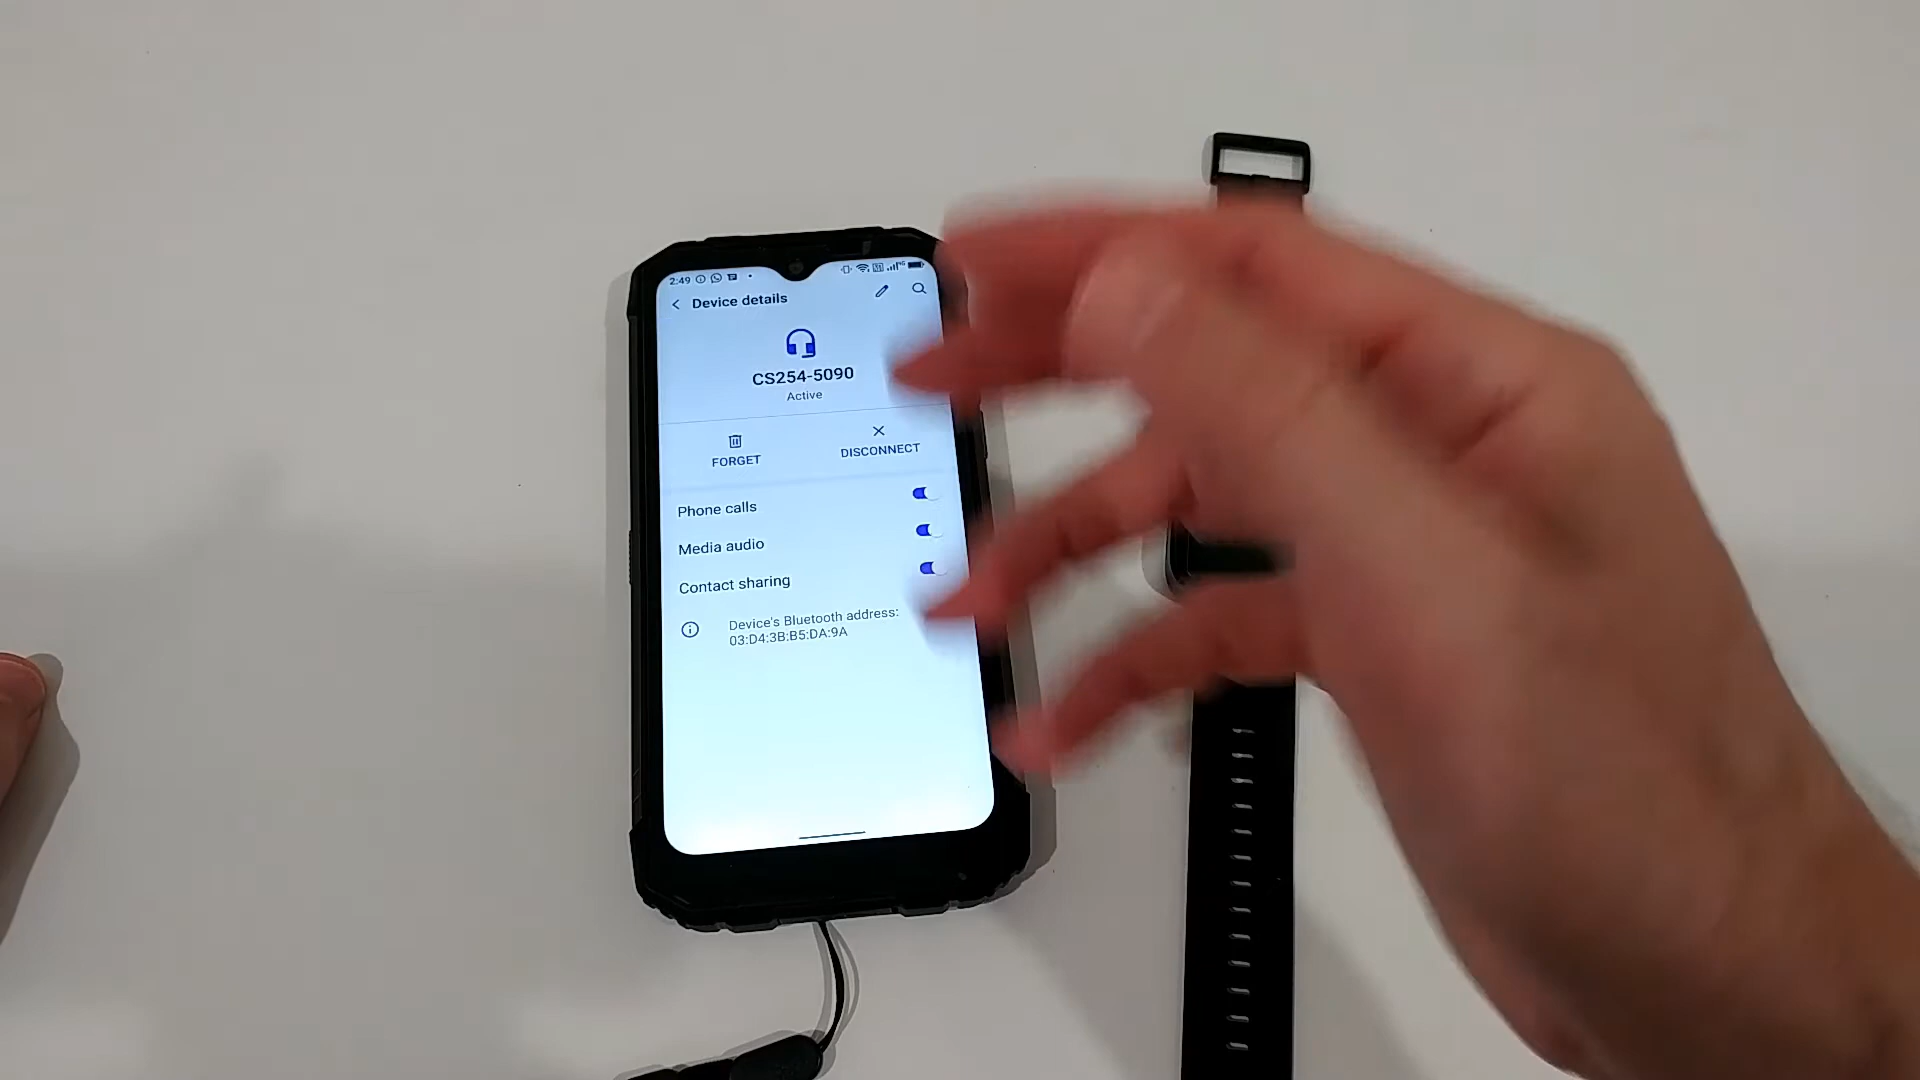 2:49
Device details
CS254-5090
Active
FORGET
DISCONNECT
Phone calls
Media audio
Contact sharing
Device's Bluetooth address:
03:D4:3B:B5:DA:9A